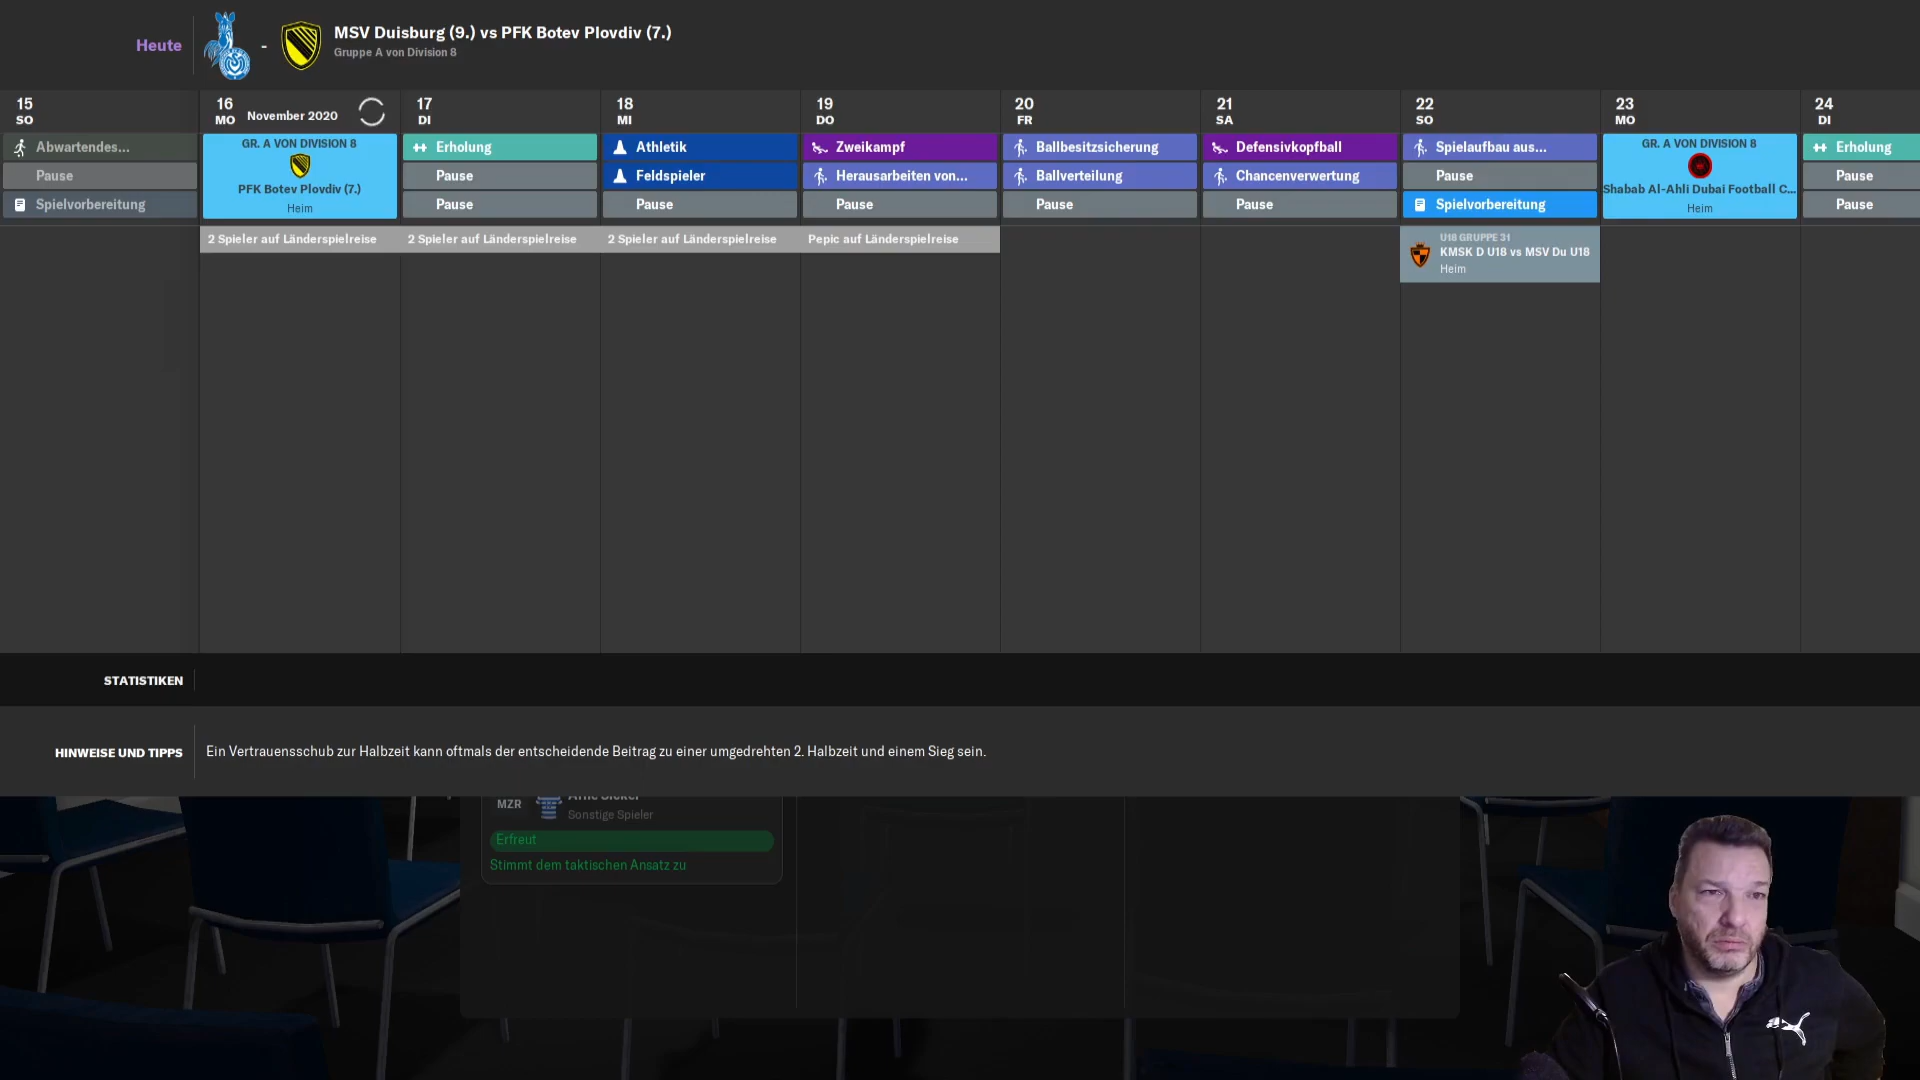 Heute
-
MSV Duisburg (9.) vs PFK Botev Plovdiv (7.)
Gruppe A von Division 8
15
SO
16
MO
November 2020
17
DI
18
MI
19
DO
20
FR
21
SA
22
SO
23
MO
24
DI
Abwartendes...
Pause
Spielvorbereitung
GR. A VON DIVISION 8
PFK Botev Plovdiv (7.)
Heim
Erholung
Pause
Pause
Athletik
Feldspieler
Pause
Zweikampf
Herausarbeiten von...
Pause
Ballbesitzsicherung
Ballverteilung
Pause
Defensivkopfball
Chancenverwertung
Pause
Spielaufbau aus...
Pause
Spielvorbereitung
GR. A VON DIVISION 8
Shabab Al-Ahli Dubai Football C...
Heim
Erholung
Pause
Pause
2 Spieler auf Länderspielreise
2 Spieler auf Länderspielreise
2 Spieler auf Länderspielreise
Pepic auf Länderspielreise
U18 GRUPPE 31
KMSK D U18 vs MSV Du U18
Heim
STATISTIKEN
HINWEISE UND TIPPS
Ein Vertrauensschub zur Halbzeit kann oftmals der entscheidende Beitrag zu einer umgedrehten 2. Halbzeit und einem Sieg sein.
MZR
Sonstige Spieler
Erfreut
Stimmt dem taktischen Ansatz zu